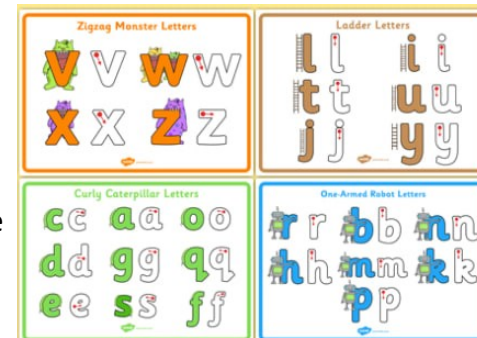 Zigzag Monster Letters
v v w w
x x z z
Ladder Letters
l l i i
t t u u
j j y y
e
Curly Caterpillar Letters
c c a a o o
d d g g q q
e e s s f f
One-Armed Robot Letters
r r b b n n
h h m m k k
p p